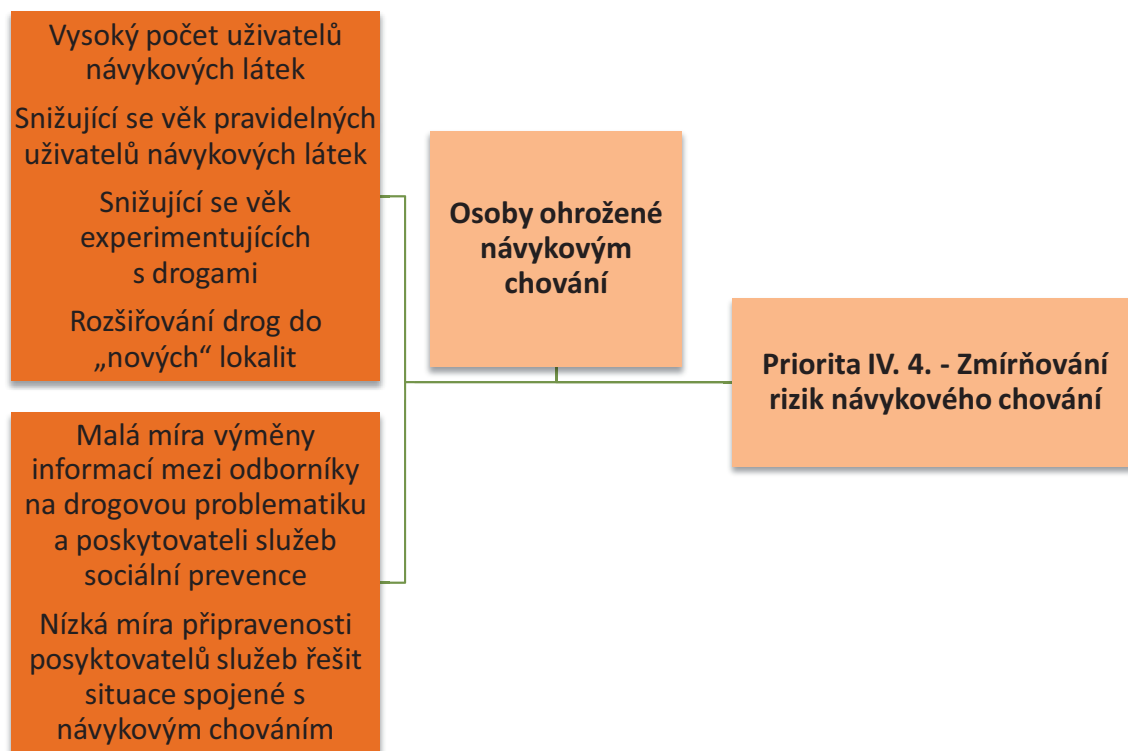 Vysoký počet uživatelů
návykových látek
Snižující se věk pravidelných
uživatelů návykových látek
Snižující se věk
experimentujících
s drogami
Rozšiřování drog do
„nových“ lokalit
Malá míra výměny
informací mezi odborníky
na drogovou problematiku
a poskytovateli služeb
sociální prevence
Nízká míra připravenosti
posyktovatelů služeb řešit
situace spojené s
návykovým chováním
Osoby ohrožené
návykovým
chování
Priorita IV. 4. - Zmírňování
rizik návykového chování